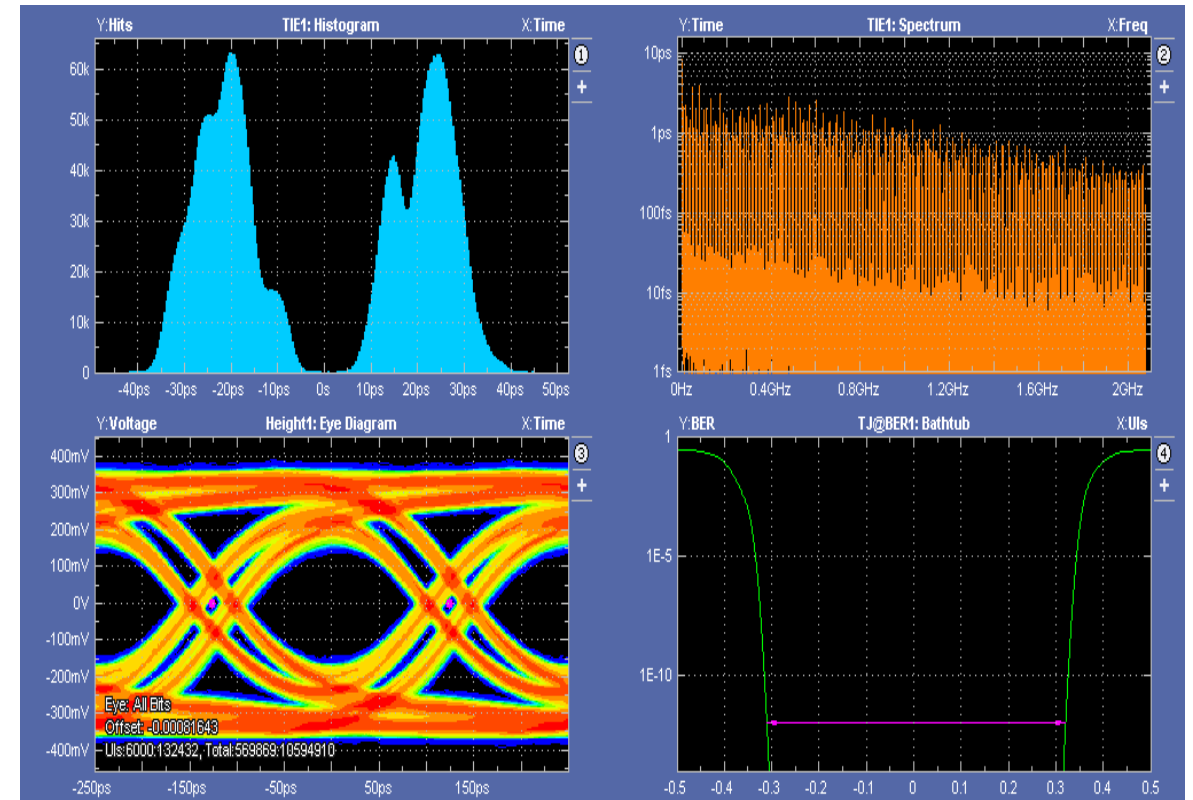 Y:Hits TIE1: Histogram X:Time
60k
50k
40k
30k
20k
10k
0
-40ps -30ps -20ps -10ps 0s 10ps 20ps 30ps 40ps 50ps
1
+
Y:Time TIE1: Spectrum X:Freq
10ps
1ps
100fs
10fs
1fs
0Hz 0.4GHz 0.8GHz 1.2GHz 1.6GHz 2GHz
2
+
Y:Voltage Height1: Eye Diagram X:Time
400mV
300mV
200mV
100mV
0V
-100mV
-200mV
-300mV
-400mV
Eye: All Bits
Offset: -0.00081643
UIs:6000:132432, Total:569869:10594910
-250ps -150ps -50ps 50ps 150ps
3
+
Y:BER TJ@BER1: Bathtub X:UIs
1
1E-5
1E-10
-0.5 -0.4 -0.3 -0.2 -0.1 0 0.1 0.2 0.3 0.4 0.5
4
+